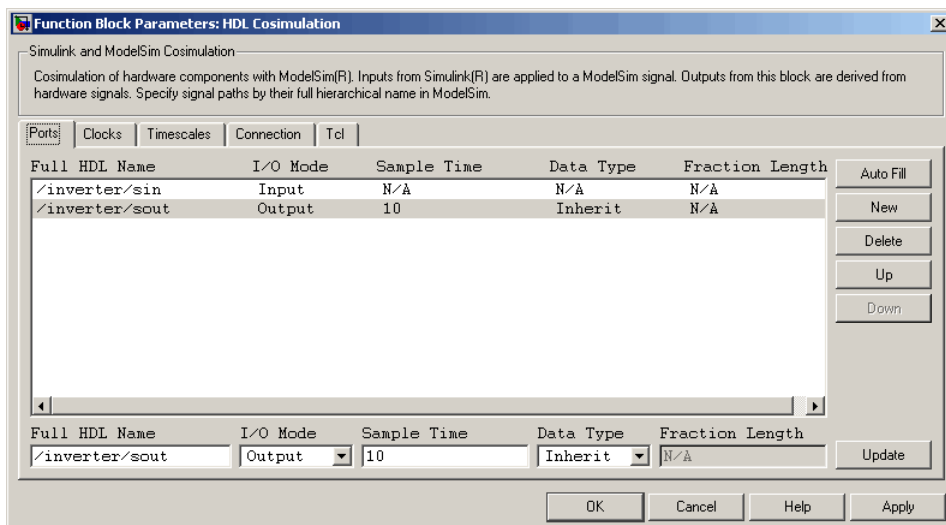 Function Block Parameters: HDL Cosimulation
Simulink and ModelSim Cosimulation
Cosimulation of hardware components with ModelSim(R). Inputs from Simulink(R) are applied to a ModelSim signal. Outputs from this block are derived from
hardware signals. Specify signal paths by their full hierarchical name in ModelSim.
Ports Clocks Timescales Connection Tcl
Full HDL Name I/O Mode Sample Time Data Type Fraction Length
/inverter/sin Input N/A N/A N/A
/inverter/sout Output 10 Inherit N/A
Auto Fill
New
Delete
Up
Down
Full HDL Name I/O Mode Sample Time Data Type Fraction Length
/inverter/sout Output 10 Inherit N/A Update
OK Cancel Help Apply